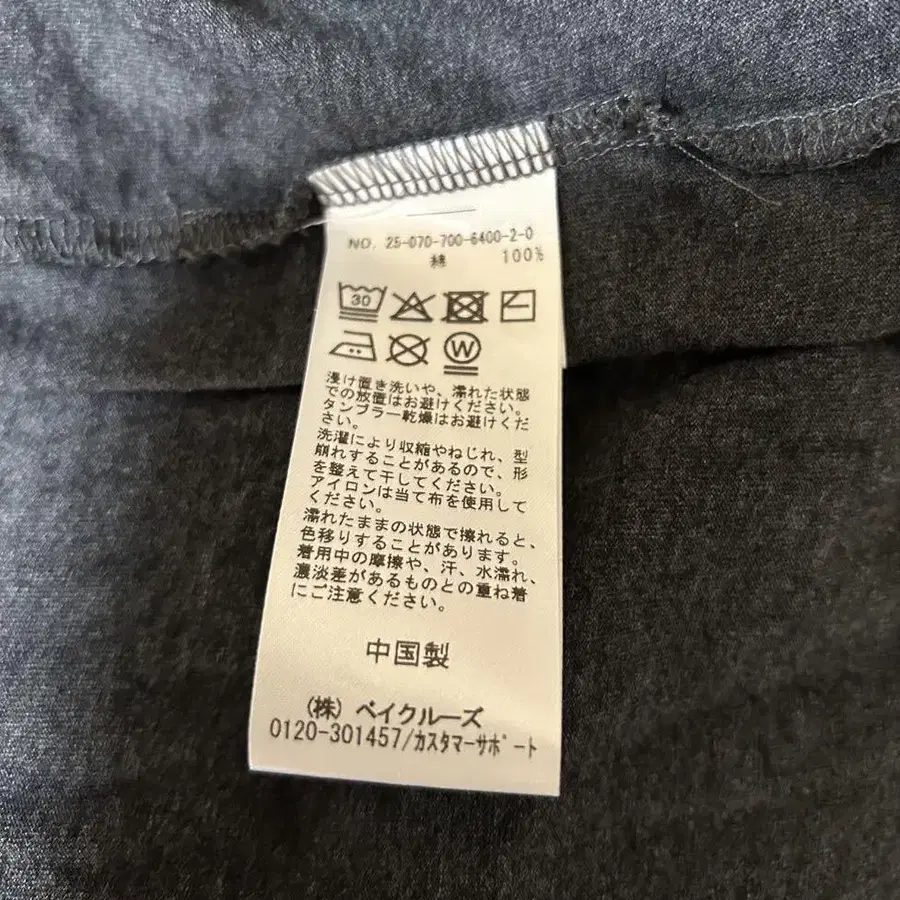 NO. 25-070-700-6400-2-0
綿 100%
30
W
浸け置き洗いや、濡れた状態
での放置はお避けください。
タンブラー乾燥はお避けくだ
さい。
洗濯により収縮やねじれ、型
崩れすることがあるので、形
を整えて干してください。
アイロンは当て布を使用して
ください。
濡れたままの状態で擦れると、
色移りすることがあります。
着用中の摩擦や、汗、水濡れ、
濃淡差があるものとの重ね着
にご注意ください。
中国製
(株) ベイクルーズ
0120-301457/カスタマーサポート